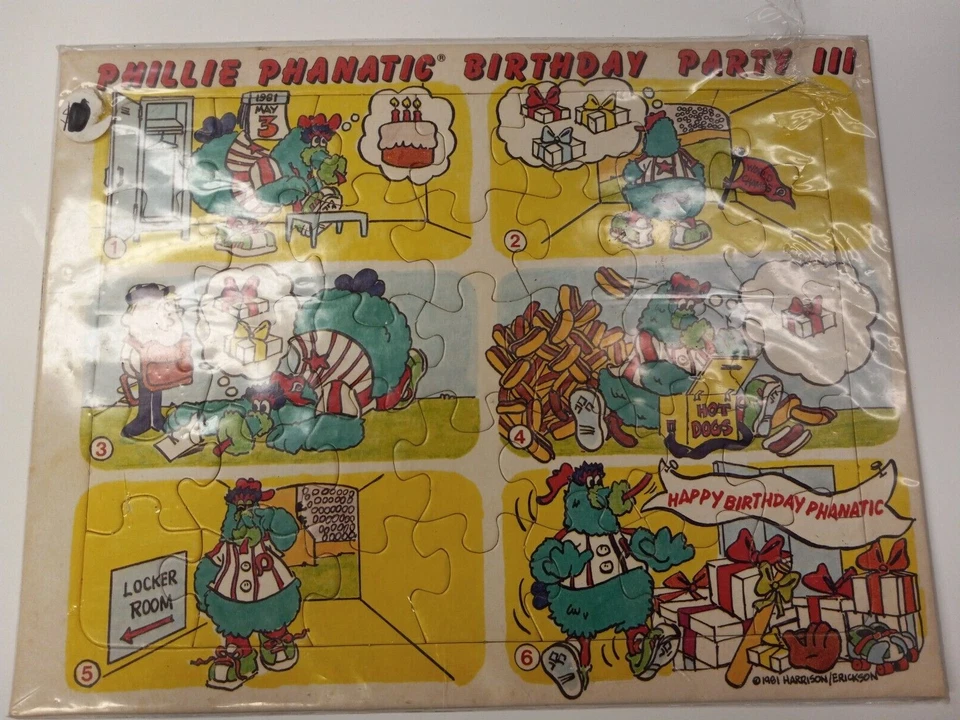 PHILLIE PHANATIC® BIRTHDAY PARTY III
1981
MAY
3
1
2
3
HOT
DOGS
4
LOCKER
ROOM
5
HAPPY BIRTHDAY PHANATIC
6
©1981 HARRISON/ERICKSON